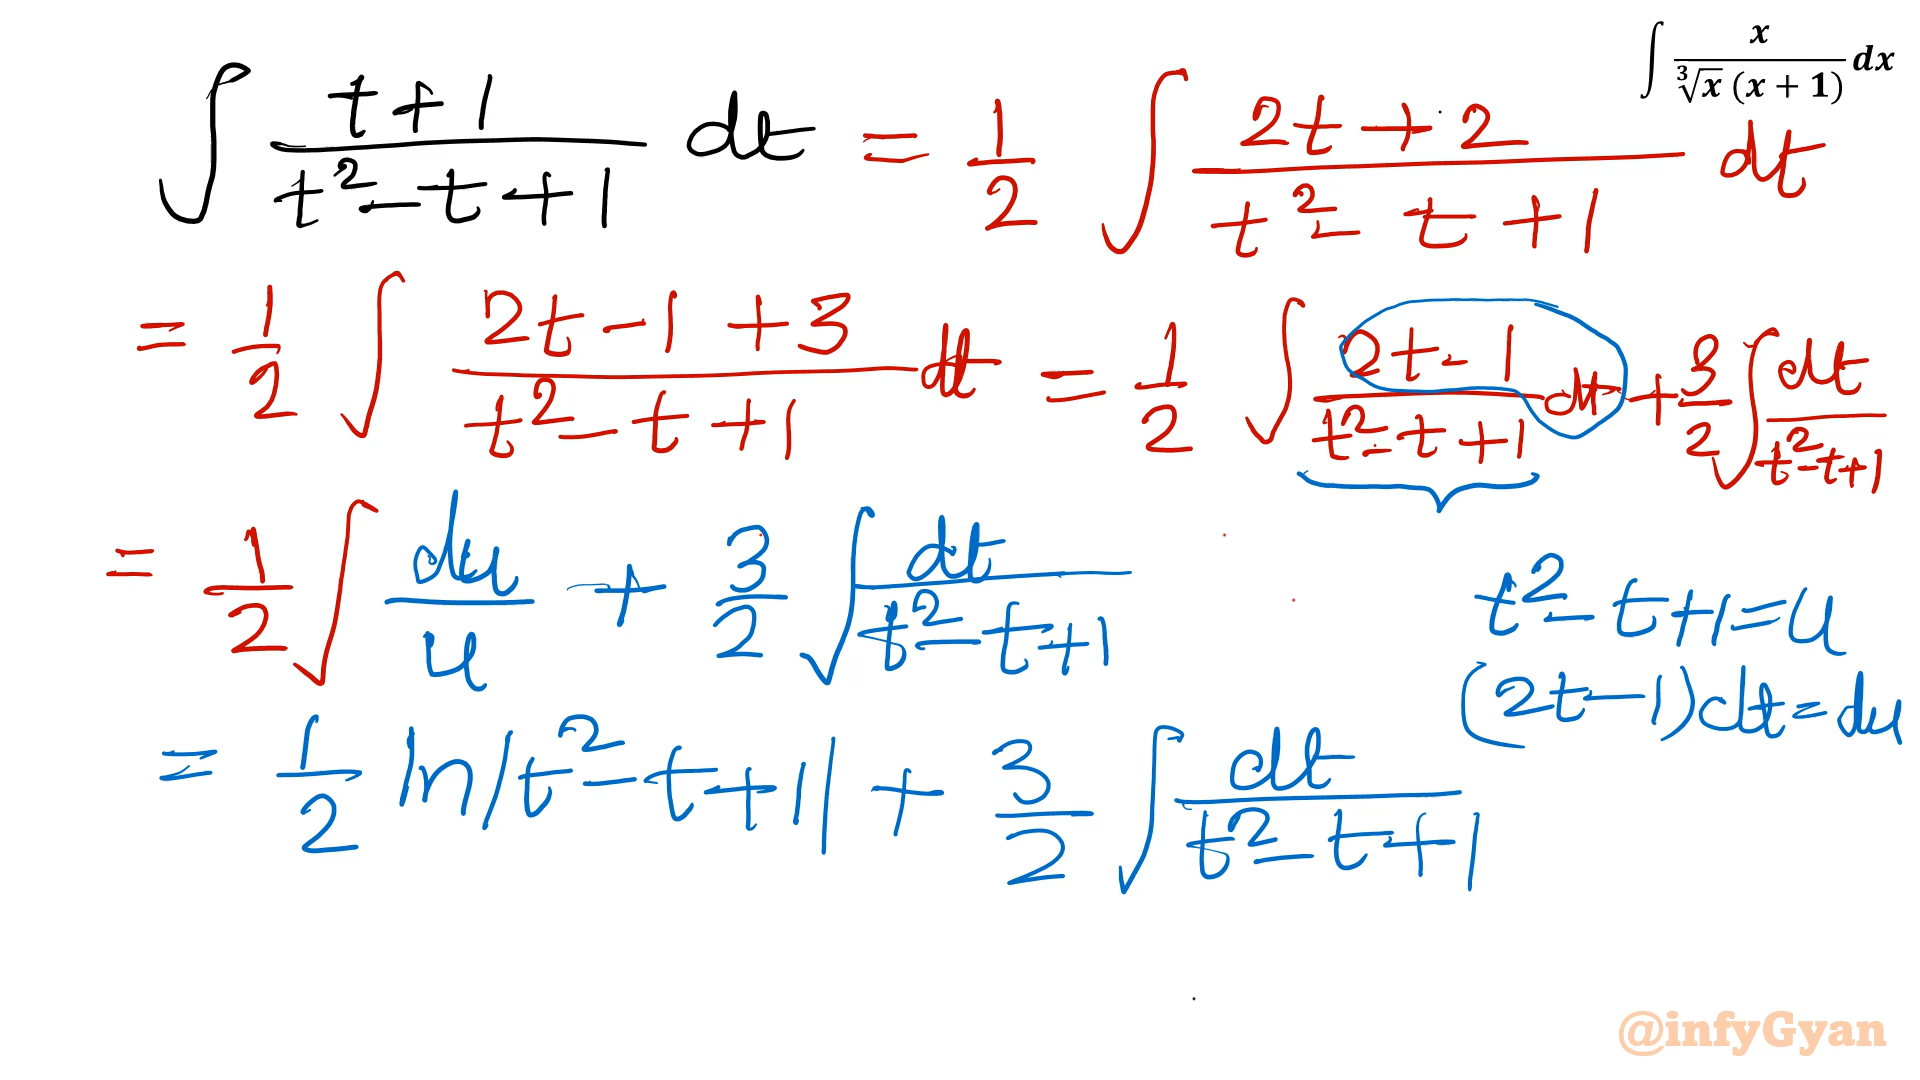 ∫ x / (∛x (x + 1)) dx
∫ (t+1)/(t²-t+1) dt = 1/2 ∫ (2t+2)/(t²-t+1) dt
= 1/2 ∫ (2t-1+3)/(t²-t+1) dt = 1/2 ∫ (2t-1)/(t²-t+1) dt + 3/2 ∫ dt/(t²-t+1)
= 1/2 ∫ du/u + 3/2 ∫ dt/(t²-t+1)
t²-t+1=u
(2t-1)dt=du
= 1/2 ln|t²-t+1| + 3/2 ∫ dt/(t²-t+1)
@infyGyan